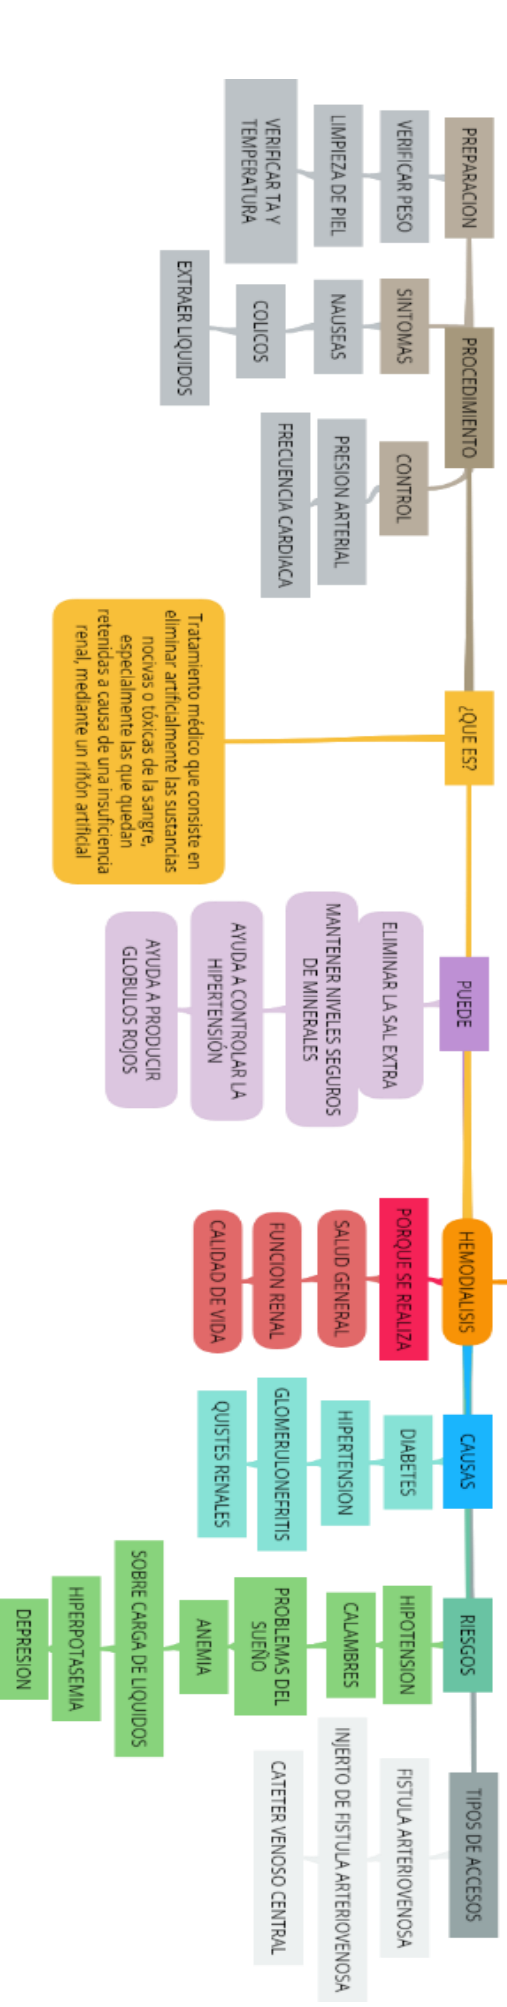 PREPARACION
VERIFICAR PESO
LIMPIEZA DE PIEL
VERIFICAR TA Y
TEMPERATURA
PROCEDIMIENTO
SINTOMAS
NAUSEAS
COLICOS
EXTRAER LIQUIDOS
CONTROL
PRESION ARTERIAL
FRECUENCIA CARDIACA
¿QUE ES?
Tratamiento médico que consiste en
eliminar artificialmente las sustancias
nocivas o tóxicas de la sangre,
especialmente las que quedan
retenidas a causa de una insuficiencia
renal, mediante un riñón artificial
PUEDE
ELIMINAR LA SAL EXTRA
MANTENER NIVELES SEGUROS
DE MINERALES
AYUDA A CONTROLAR LA
HIPERTENSIÓN
AYUDA A PRODUCIR
GLOBULOS ROJOS
HEMODIALISIS
PORQUE SE REALIZA
SALUD GENERAL
FUNCION RENAL
CALIDAD DE VIDA
CAUSAS
DIABETES
HIPERTENSION
GLOMERULONEFRITIS
QUISTES RENALES
RIESGOS
HIPOTENSION
CALAMBRES
PROBLEMAS DEL
SUEÑO
ANEMIA
SOBRE CARGA DE LIQUIDOS
HIPERPOTASEMIA
DEPRESION
TIPOS DE ACCESOS
FISTULA ARTERIOVENOSA
INJERTO DE FISTULA ARTERIOVENOSA
CATETER VENOSO CENTRAL